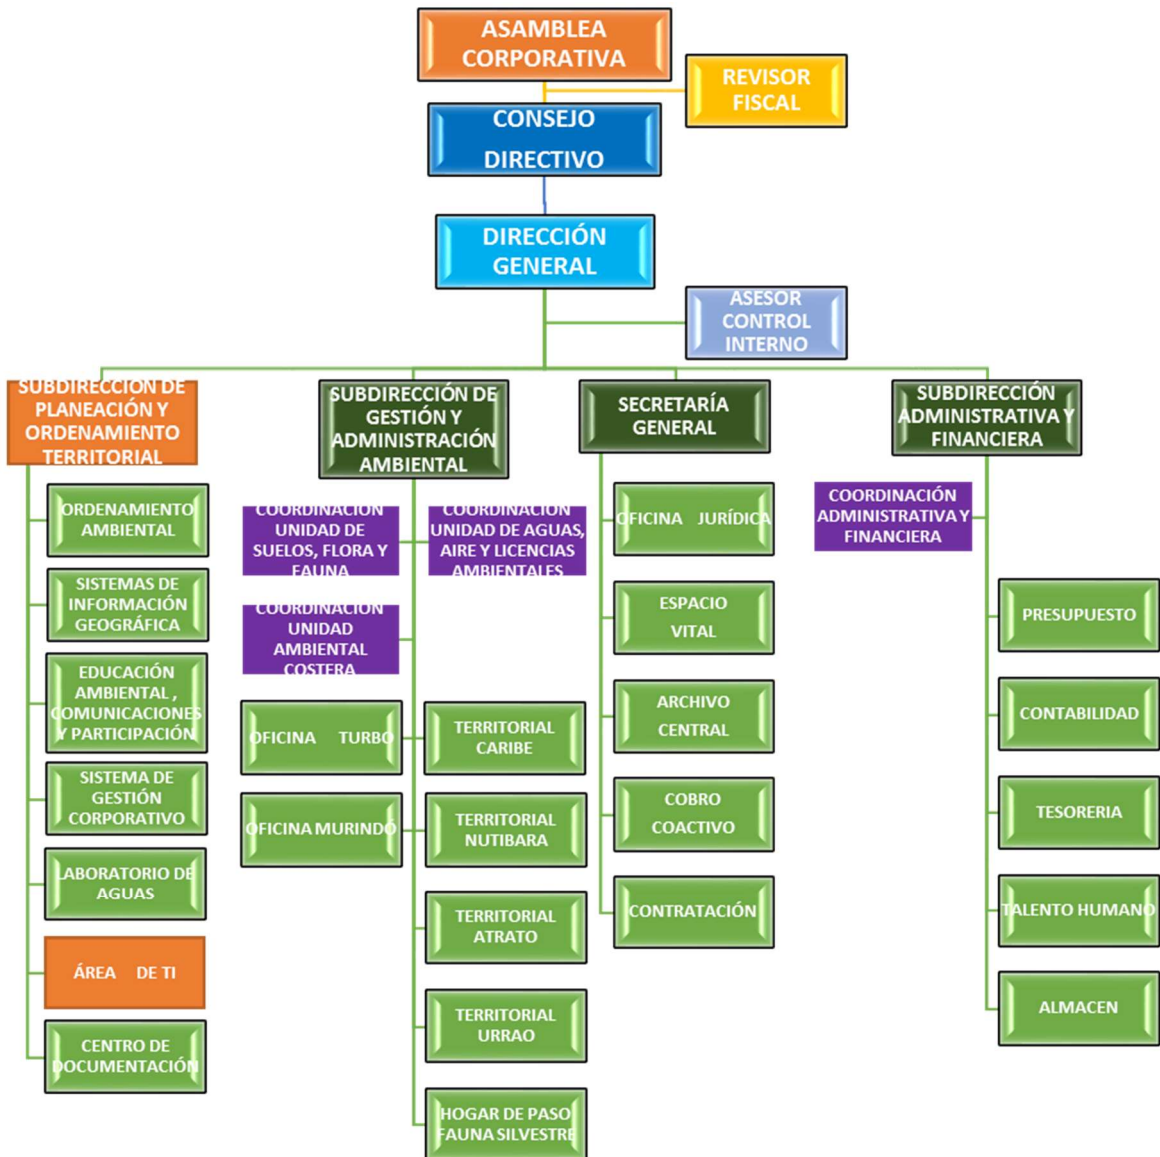 ASAMBLEA
CORPORATIVA
REVISOR
FISCAL
CONSEJO
DIRECTIVO
DIRECCIÓN
GENERAL
ASESOR
CONTROL
INTERNO
SUBDIRECCIÓN DE
PLANEACIÓN Y
ORDENAMIENTO
TERRITORIAL
ORDENAMIENTO
AMBIENTAL
SISTEMAS DE
INFORMACIÓN
GEOGRÁFICA
EDUCACIÓN
AMBIENTAL ,
COMUNICACIONES
Y PARTICIPACIÓN
SISTEMA DE
GESTIÓN
CORPORATIVO
LABORATORIO DE
AGUAS
ÁREA DE TI
CENTRO DE
DOCUMENTACIÓN
SUBDIRECCIÓN DE
GESTIÓN Y
ADMINISTRACIÓN
AMBIENTAL
COORDINACIÓN
UNIDAD DE
SUELOS, FLORA Y
FAUNA
COORDINACIÓN
UNIDAD DE AGUAS,
AIRE Y LICENCIAS
AMBIENTALES
COORDINACIÓN
UNIDAD
AMBIENTAL
COSTERA
OFICINA TURBO
TERRITORIAL
CARIBE
OFICINA MURINDÓ
TERRITORIAL
NUTIBARA
TERRITORIAL
ATRATO
TERRITORIAL
URRAO
HOGAR DE PASO
FAUNA SILVESTRE
SECRETARÍA
GENERAL
OFICINA JURÍDICA
ESPACIO
VITAL
ARCHIVO
CENTRAL
COBRO
COACTIVO
CONTRATACIÓN
SUBDIRECCIÓN
ADMINISTRATIVA Y
FINANCIERA
COORDINACIÓN
ADMINISTRATIVA Y
FINANCIERA
PRESUPUESTO
CONTABILIDAD
TESORERIA
TALENTO HUMANO
ALMACEN